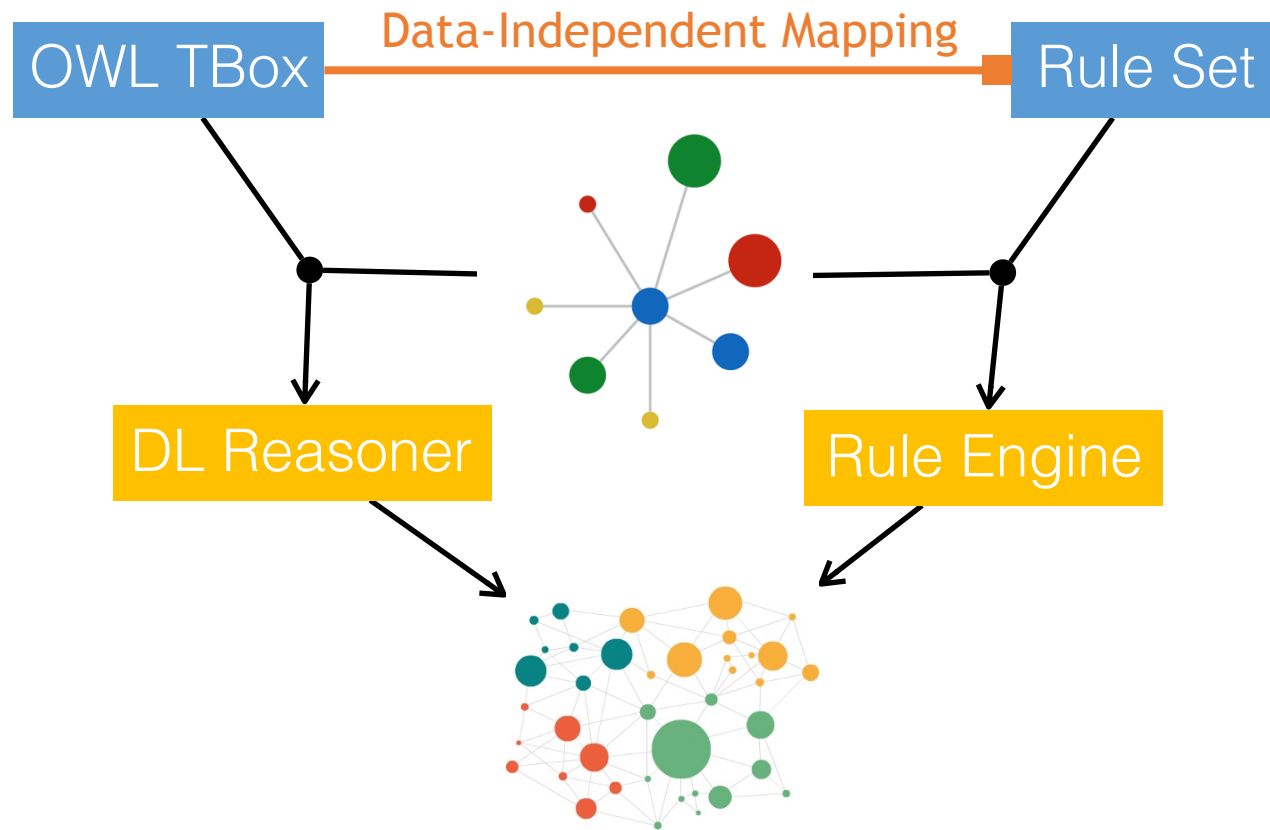 Data-Independent Mapping
OWL TBox
Rule Set
DL Reasoner
Rule Engine